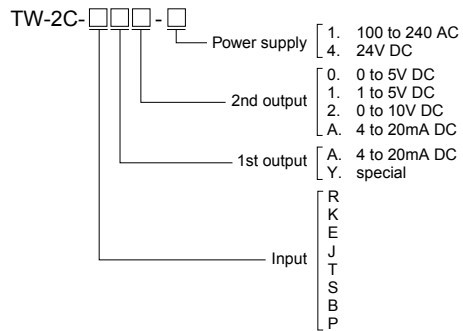 TW-2C-□□□-□
Power supply
1. 100 to 240 AC
4. 24V DC
2nd output
0. 0 to 5V DC
1. 1 to 5V DC
2. 0 to 10V DC
A. 4 to 20mA DC
1st output
A. 4 to 20mA DC
Y. special
Input
R
K
E
J
T
S
B
P